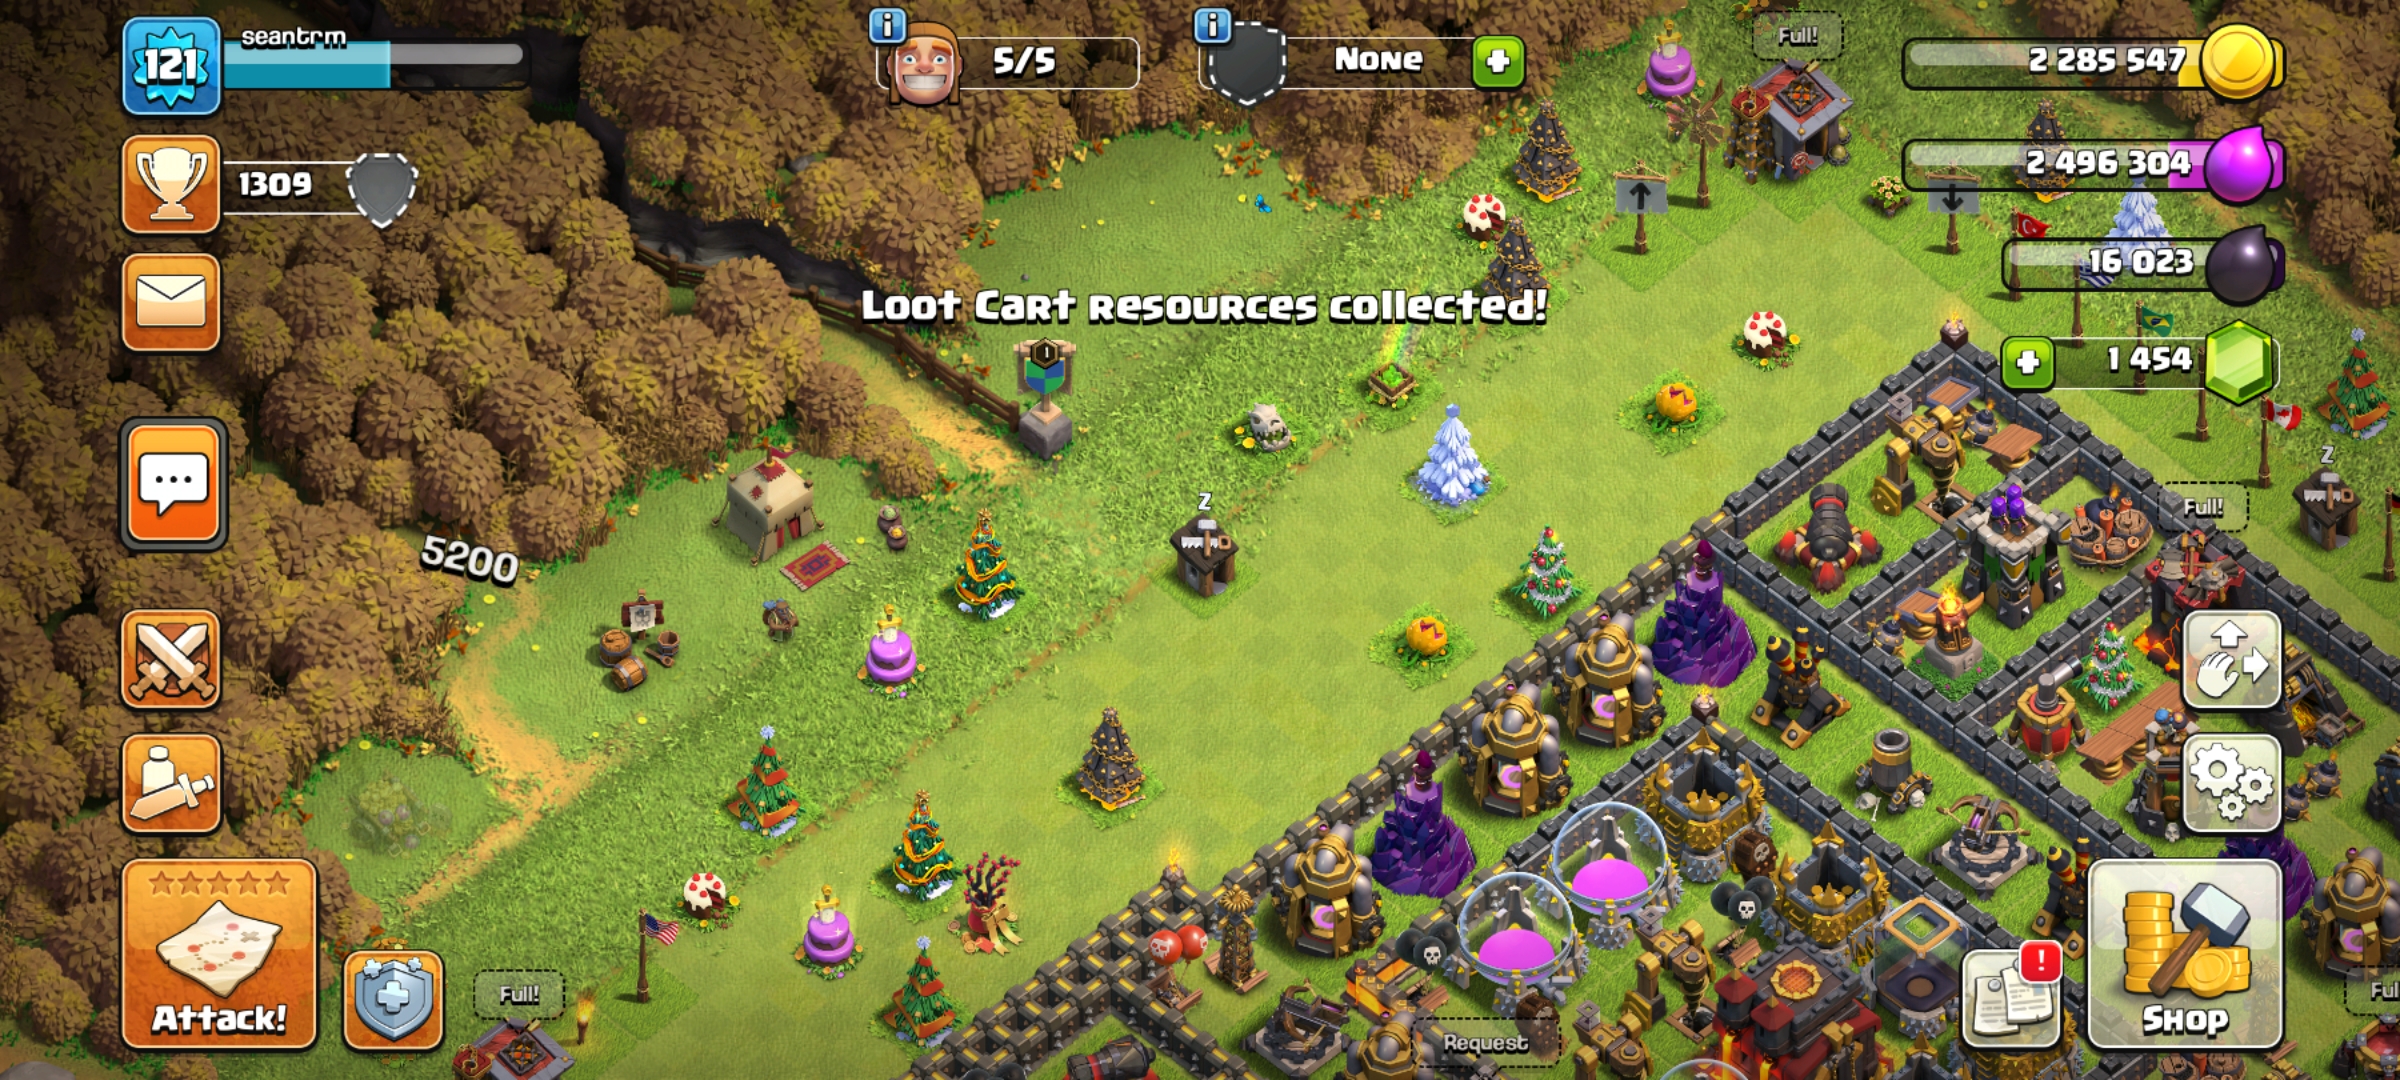 121
seantrm
5/5
None
Full!
2 285 547
1309
2 496 304
16 023
1 454
Loot Cart resources collected!
1
z
z
Full!
5200
Full!
Request
Attack!
Shop
!